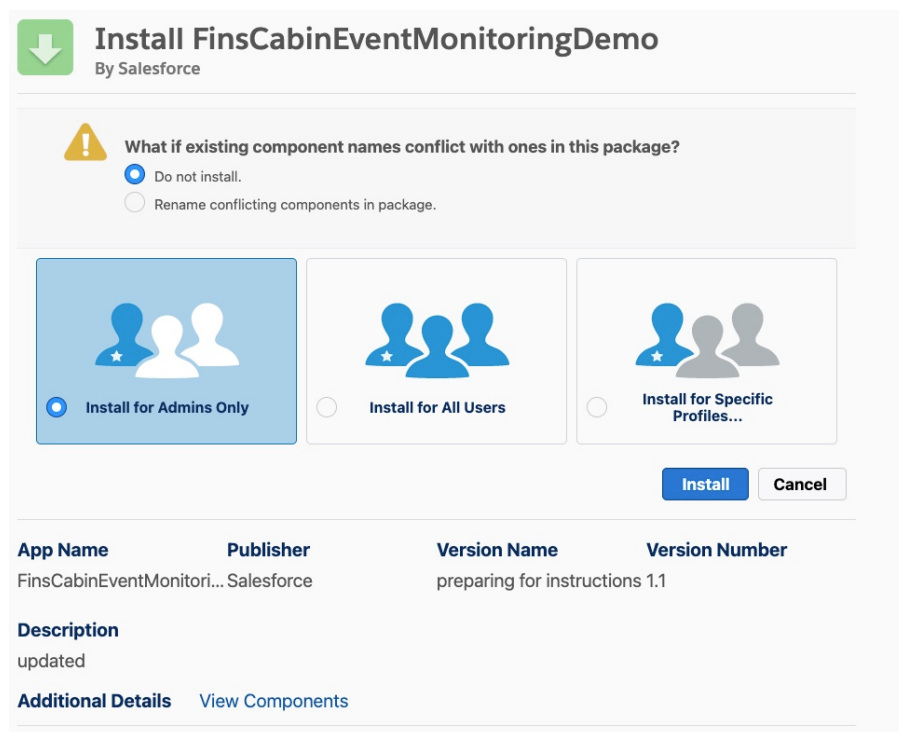 Install FinsCabinEventMonitoringDemo
By Salesforce
What if existing component names conflict with ones in this package?
Do not install.
Rename conflicting components in package.
Install for Admins Only
Install for All Users
Install for Specific
Profiles...
Install
Cancel
App Name Publisher Version Name Version Number
FinsCabinEventMonitori... Salesforce preparing for instructions 1.1
Description
updated
Additional Details View Components